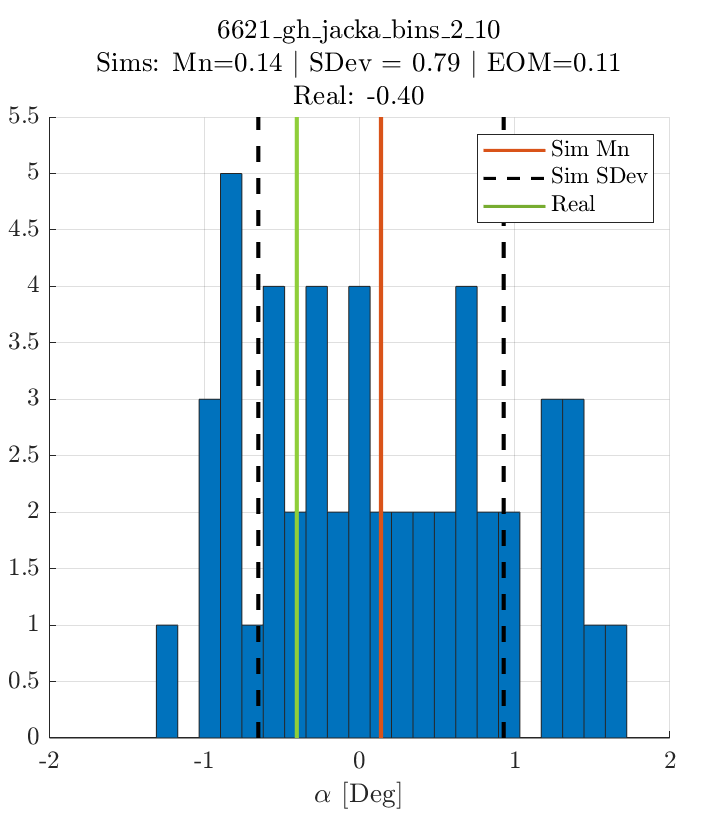 6621_gh_jacka_bins_2_10
Sims: Mn=0.14 | SDev = 0.79 | EOM=0.11
Real: -0.40
5.5
5
4.5
4
3.5
3
2.5
2
1.5
1
0.5
0
Sim Mn
Sim SDev
Real
-2
-1
0
1
2
α [Deg]